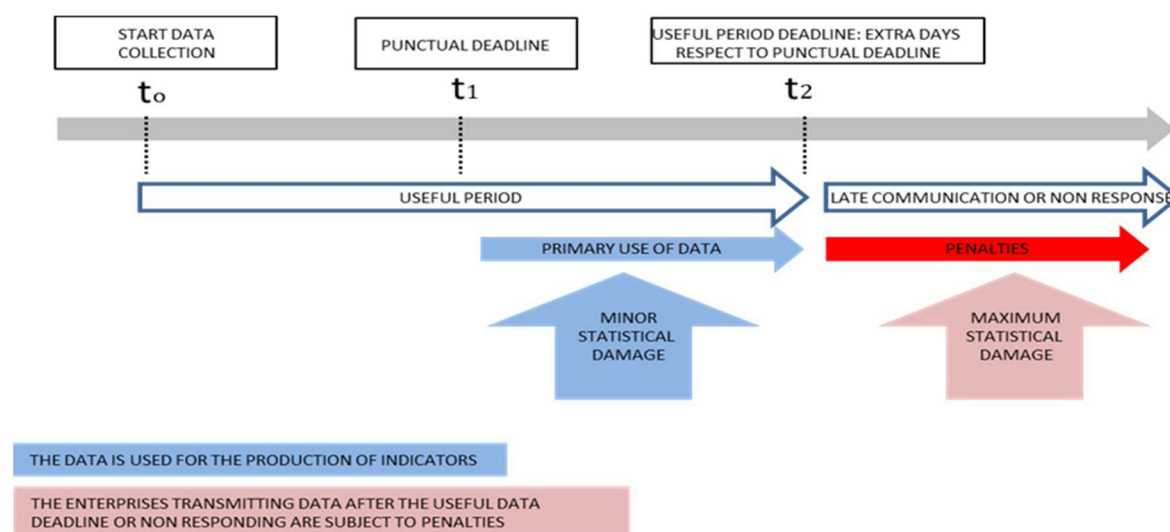 START DATA
COLLECTION
PUNCTUAL DEADLINE
USEFUL PERIOD DEADLINE: EXTRA DAYS
RESPECT TO PUNCTUAL DEADLINE
to
t1
t2
USEFUL PERIOD
LATE COMMUNICATION OR NON RESPONSE
PRIMARY USE OF DATA
PENALTIES
MINOR
STATISTICAL
DAMAGE
MAXIMUM
STATISTICAL
DAMAGE
THE DATA IS USED FOR THE PRODUCTION OF INDICATORS
THE ENTERPRISES TRANSMITTING DATA AFTER THE USEFUL DATA
DEADLINE OR NON RESPONDING ARE SUBJECT TO PENALTIES